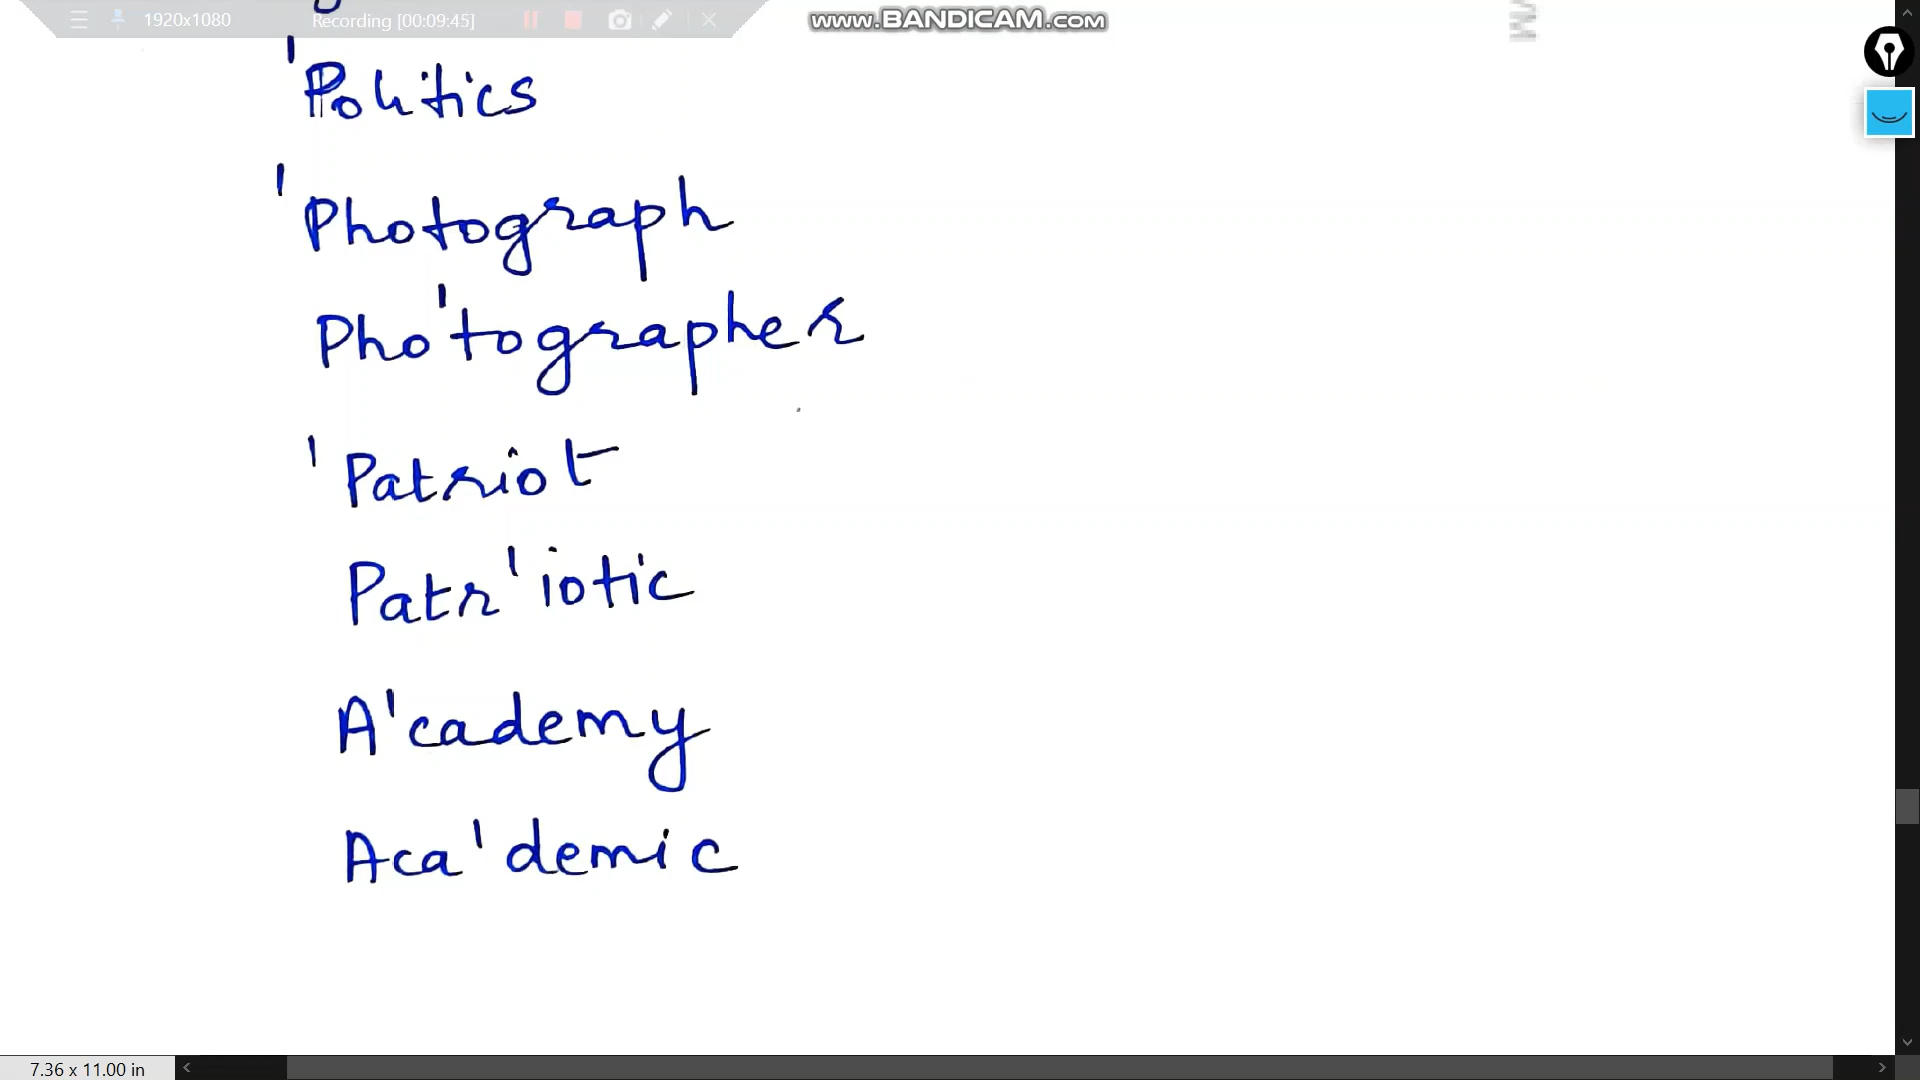 1920x1080 Recording [00:09:45] www.BANDICAM.com
'Politics
'Photograph
Pho'tographer
'Patriot
Patr'iotic
A'cademy
Aca'demic
7.36 x 11.00 in